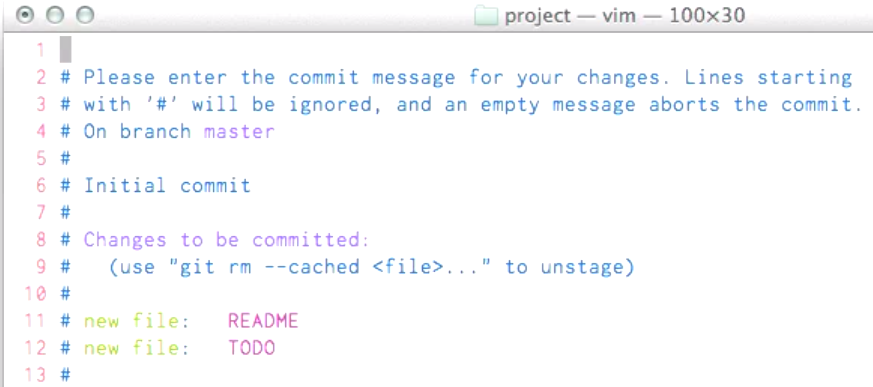 project — vim — 100×30
1
2 # Please enter the commit message for your changes. Lines starting
3 # with '#' will be ignored, and an empty message aborts the commit.
4 # On branch master
5 #
6 # Initial commit
7 #
8 # Changes to be committed:
9 #   (use "git rm --cached <file>..." to unstage)
10 #
11 # new file:   README
12 # new file:   TODO
13 #